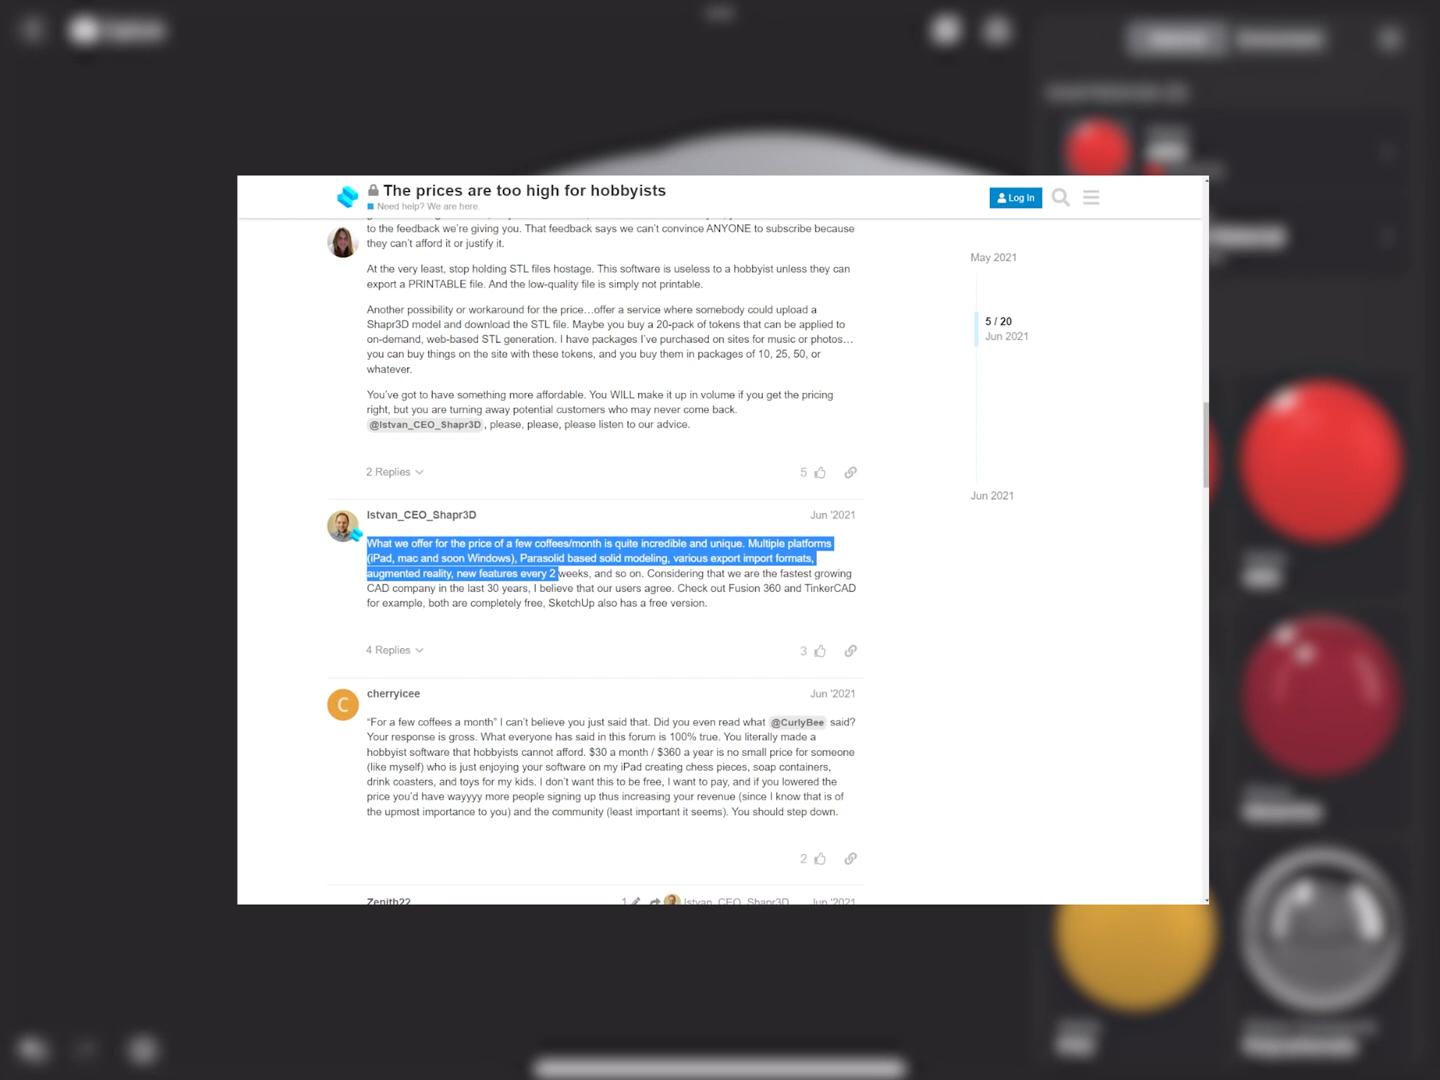 The prices are too high for hobbyists
Need help? We are here.
Log In
to the feedback we're giving you. That feedback says we can't convince ANYONE to subscribe because
they can't afford it or justify it.
At the very least, stop holding STL files hostage. This software is useless to a hobbyist unless they can
export a PRINTABLE file. And the low-quality file is simply not printable.
Another possibility or workaround for the price…offer a service where somebody could upload a
Shapr3D model and download the STL file. Maybe you buy a 20-pack of tokens that can be applied to
on-demand, web-based STL generation. I have packages I've purchased on sites for music or photos…
you can buy things on the site with these tokens, and you buy them in packages of 10, 25, 50, or
whatever.
You've got to have something more affordable. You WILL make it up in volume if you get the pricing
right, but you are turning away potential customers who may never come back.
@Istvan_CEO_Shapr3D, please, please, please listen to our advice.
2 Replies
5
May 2021
5 / 20
Jun 2021
Jun 2021
Istvan_CEO_Shapr3D
Jun '2021
What we offer for the price of a few coffees/month is quite incredible and unique. Multiple platforms
(iPad, mac and soon Windows), Parasolid based solid modeling, various export import formats,
augmented reality, new features every 2 weeks, and so on. Considering that we are the fastest growing
CAD company in the last 30 years, I believe that our users agree. Check out Fusion 360 and TinkerCAD
for example, both are completely free, SketchUp also has a free version.
4 Replies
3
C
cherryicee
Jun '2021
“For a few coffees a month” I can't believe you just said that. Did you even read what @CurlyBee said?
Your response is gross. What everyone has said in this forum is 100% true. You literally made a
hobbyist software that hobbyists cannot afford. $30 a month / $360 a year is no small price for someone
(like myself) who is just enjoying your software on my iPad creating chess pieces, soap containers,
drink coasters, and toys for my kids. I don't want this to be free, I want to pay, and if you lowered the
price you'd have wayyyy more people signing up thus increasing your revenue (since I know that is of
the upmost importance to you) and the community (least important it seems). You should step down.
2
Zenith22
1
Istvan_CEO_Shapr3D
Jun '2021